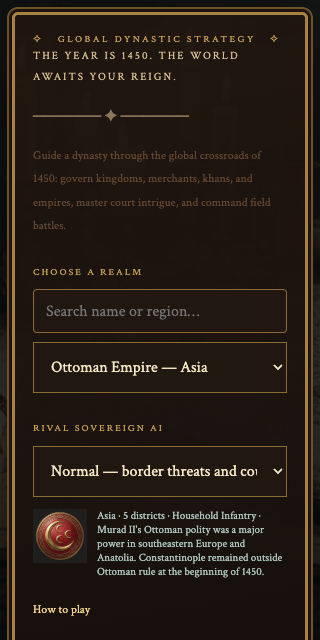 GLOBAL DYNASTIC STRATEGY
THE YEAR IS 1450. THE WORLD
AWAITS YOUR REIGN.
Guide a dynasty through the global crossroads of
1450: govern kingdoms, merchants, khans, and
empires, master court intrigue, and command field
battles.
CHOOSE A REALM
Search name or region…
Ottoman Empire — Asia
RIVAL SOVEREIGN AI
Normal — border threats and
Asia · 5 districts · Household Infantry ·
Murad II's Ottoman polity was a major
power in southeastern Europe and
Anatolia. Constantinople remained outside
Ottoman rule at the beginning of 1450.
How to play